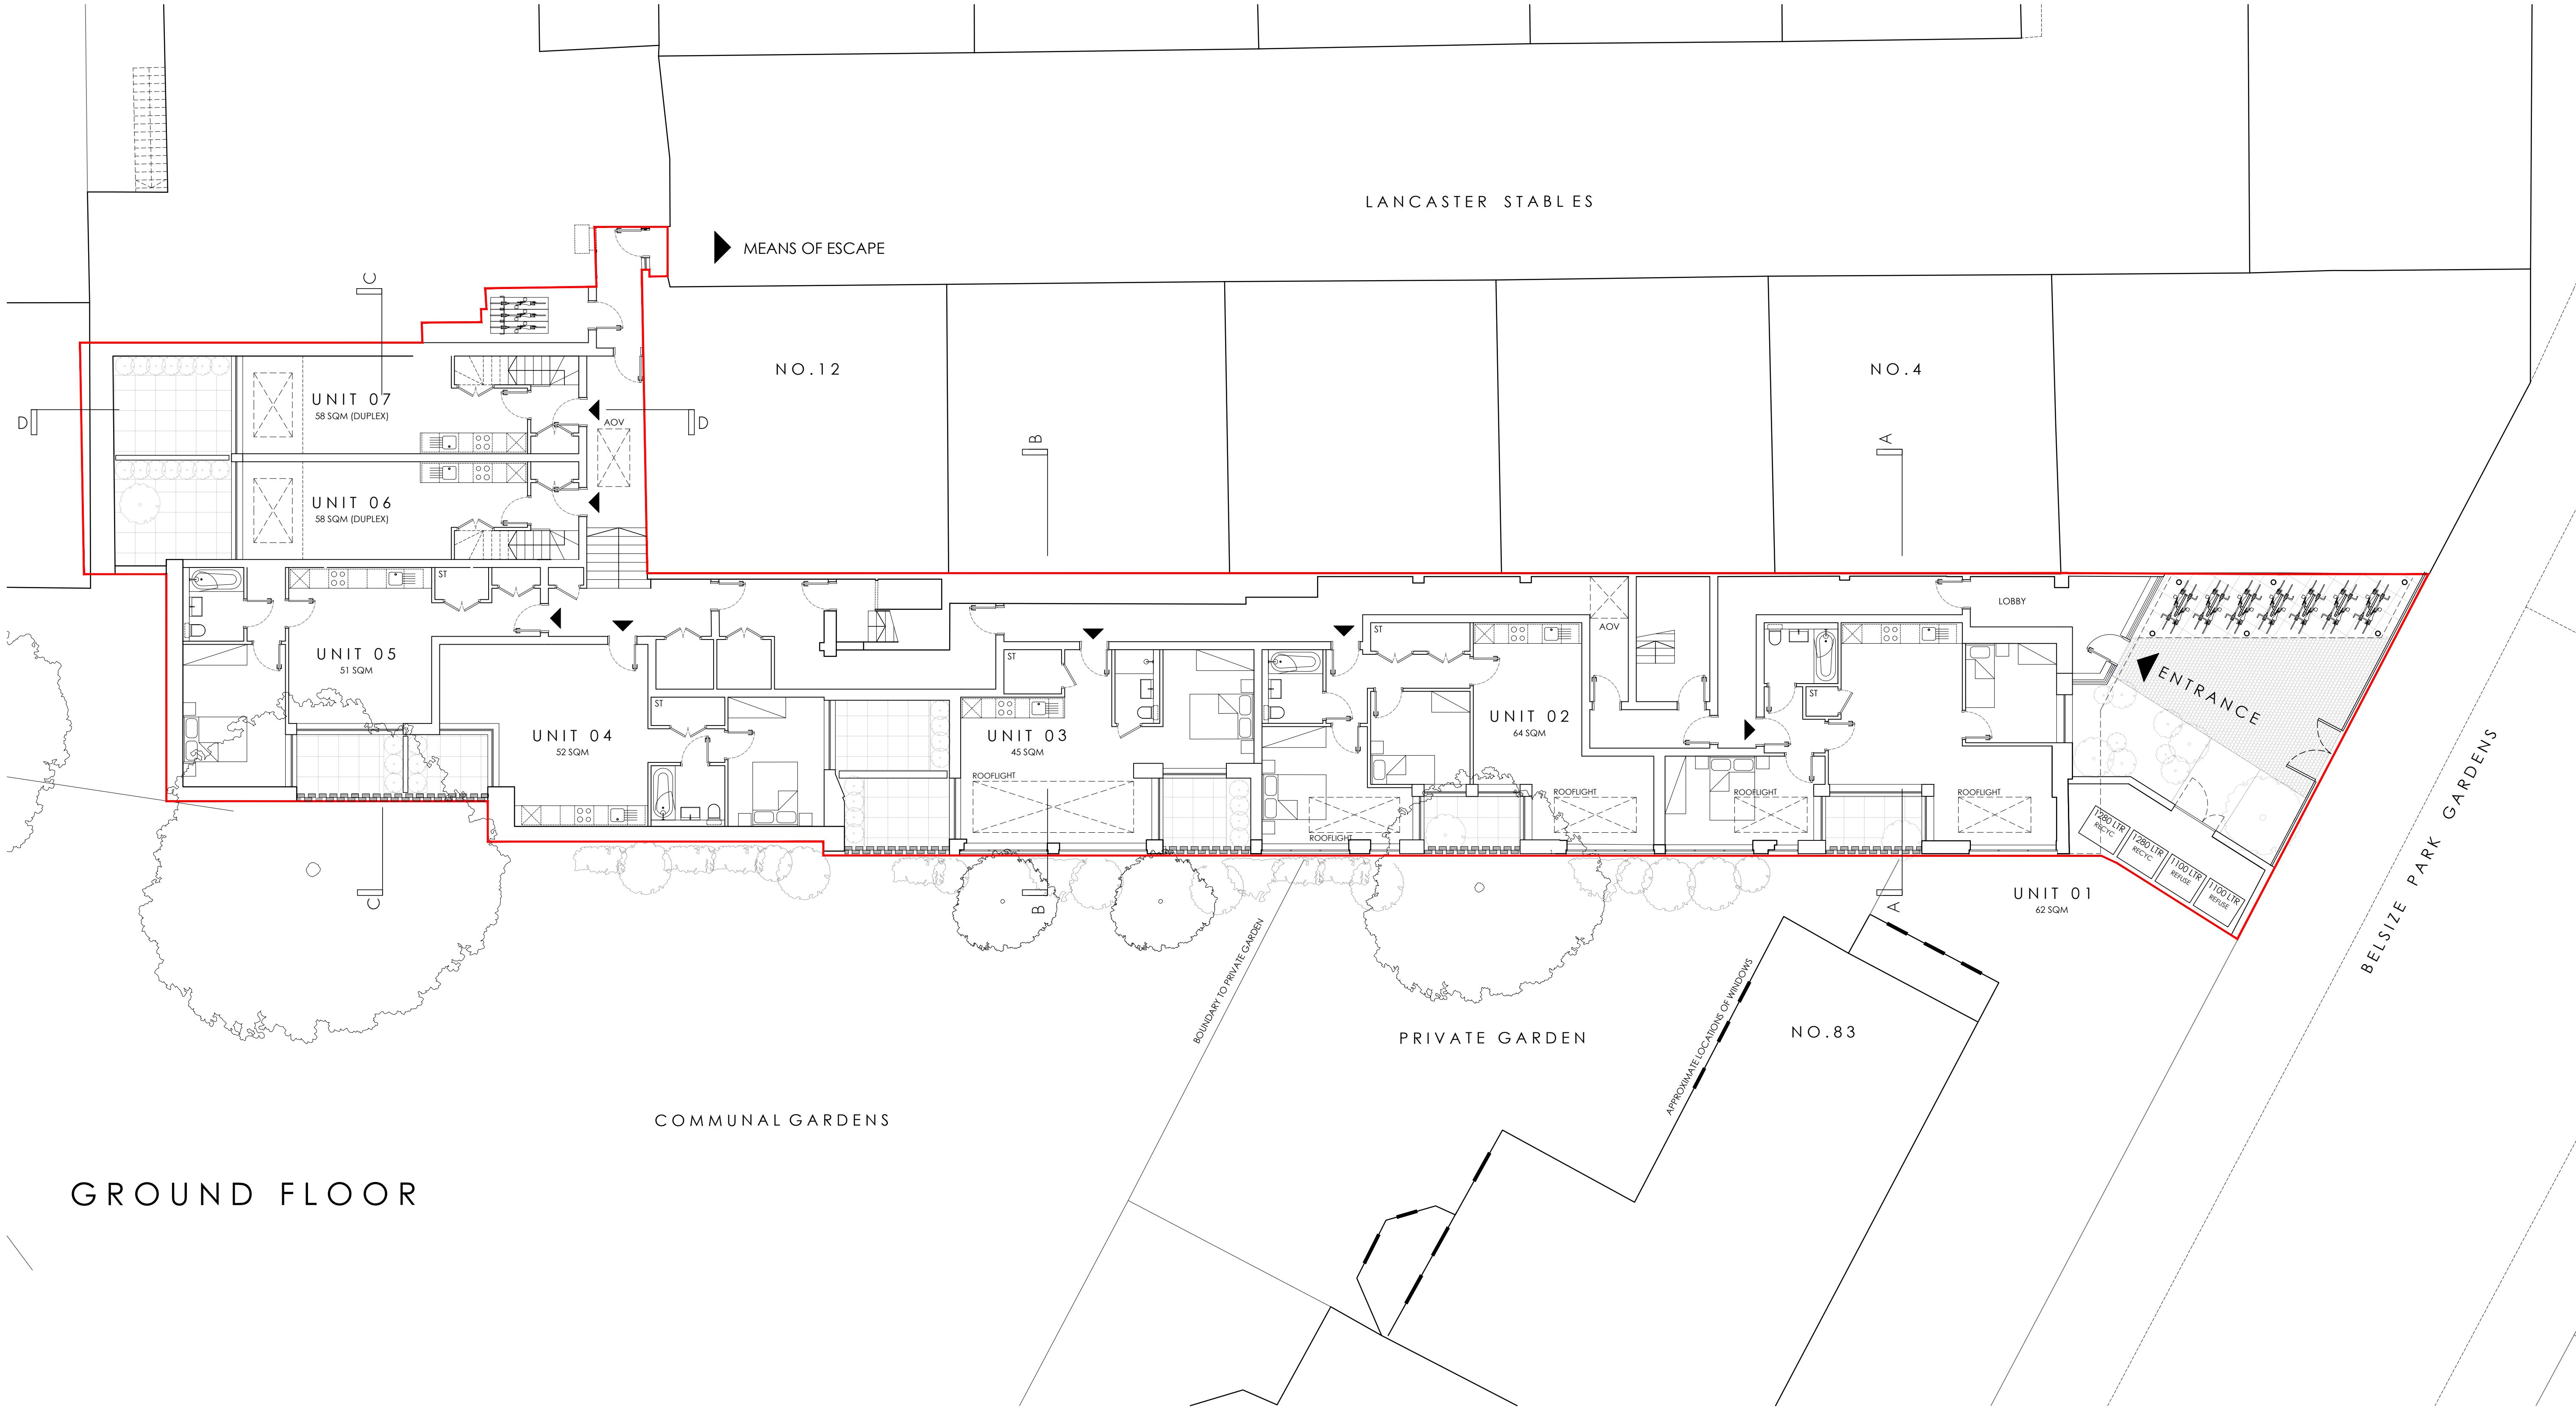 LANCASTER STABLES
MEANS OF ESCAPE
C
NO.12
NO.4
UNIT 07
58 SQM (DUPLEX)
D
D
AOV
B
A
UNIT 06
58 SQM (DUPLEX)
ST
LOBBY
ST
AOV
UNIT 05
51 SQM
ST
ST
ENTRANCE
ST
UNIT 04
52 SQM
UNIT 03
45 SQM
UNIT 02
64 SQM
ROOFLIGHT
ROOFLIGHT
ROOFLIGHT
ROOFLIGHT
ROOFLIGHT
1280 LTR
RECYC
1280 LTR
RECYC
1100 LTR
REFUSE
1100 LTR
REFUSE
BELSIZE PARK GARDENS
C
B
A
UNIT 01
62 SQM
BOUNDARY TO PRIVATE GARDEN
APPROXIMATE LOCATIONS OF WINDOWS
PRIVATE GARDEN
NO.83
COMMUNAL GARDENS
GROUND FLOOR